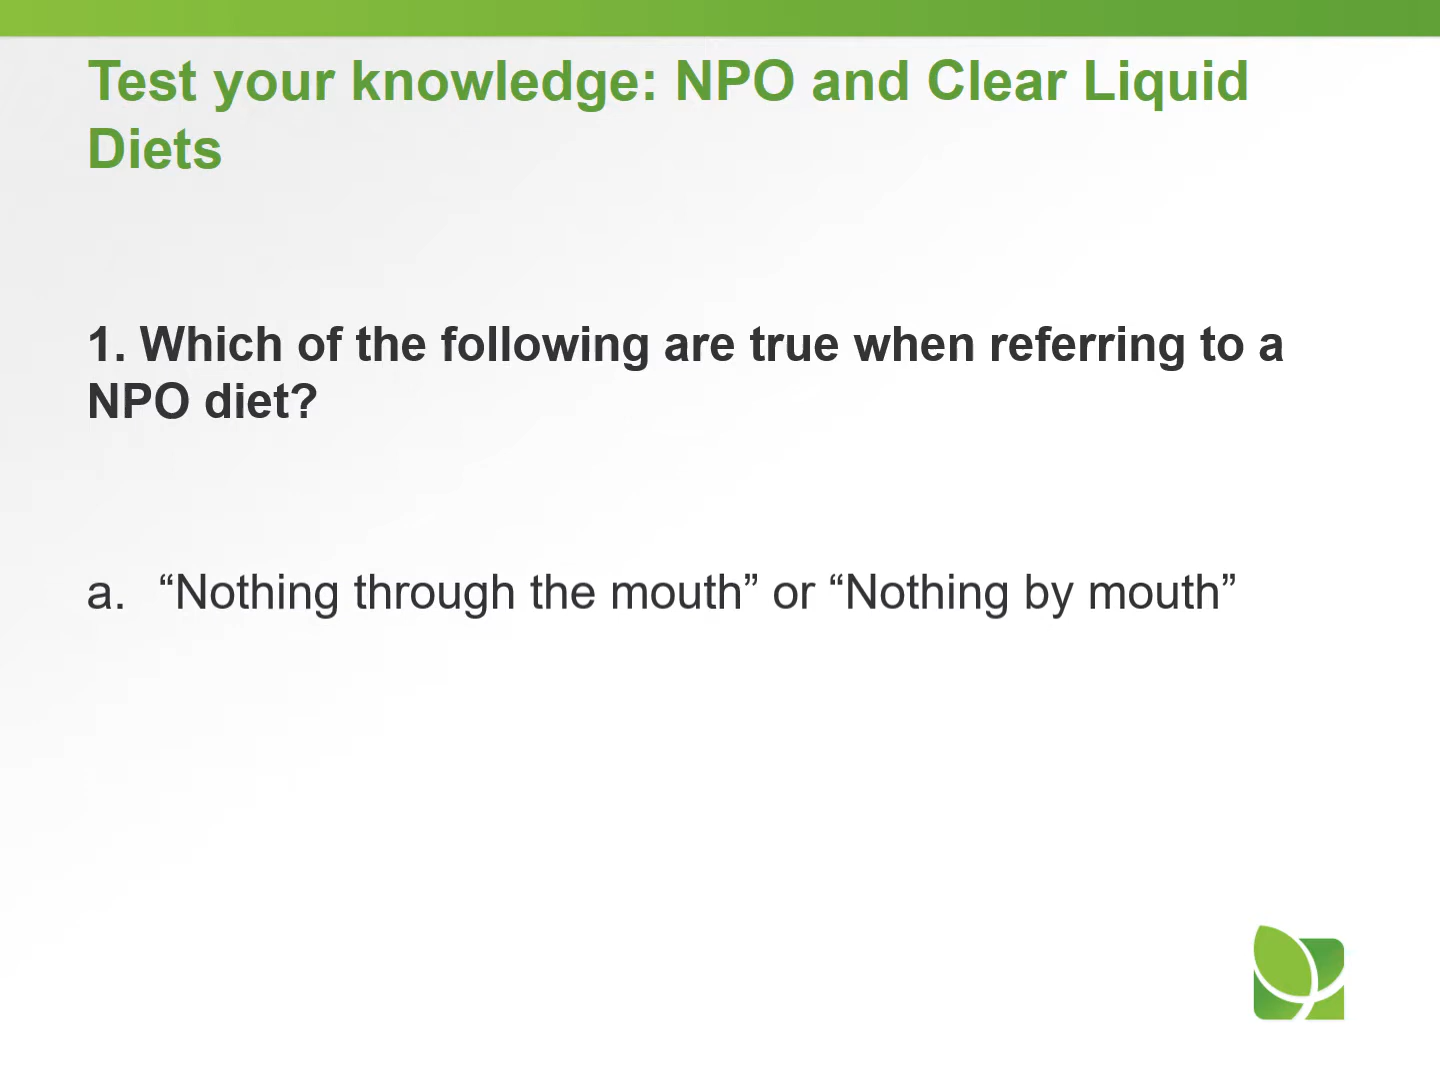 Test your knowledge: NPO and Clear Liquid
Diets
1. Which of the following are true when referring to a
NPO diet?
a. “Nothing through the mouth” or “Nothing by mouth”